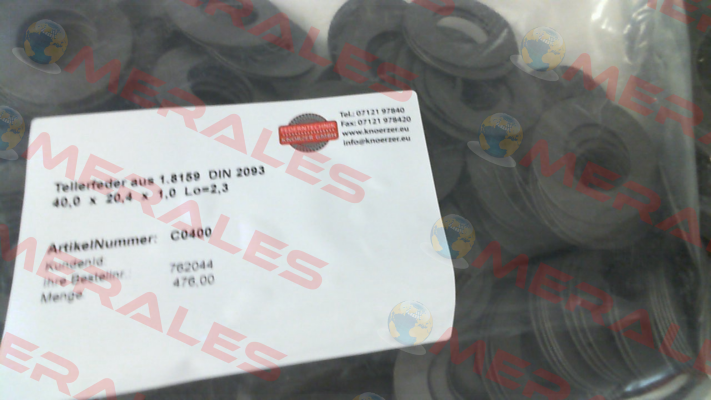 Tel.: 07121 97840
Fax: 07121 978420
www.knoerzer.eu
info@knoerzer.eu
Tellerfeder aus 1.8159 DIN 2093
40,0 x 20,4 x 1,0 Lo=2,3
ArtikelNummer: C0400
Kundenid.
Ihre Bestellnr.: 762044
Menge 476,00
MERALES
MERALES
MERALES
MERALES
MERALES